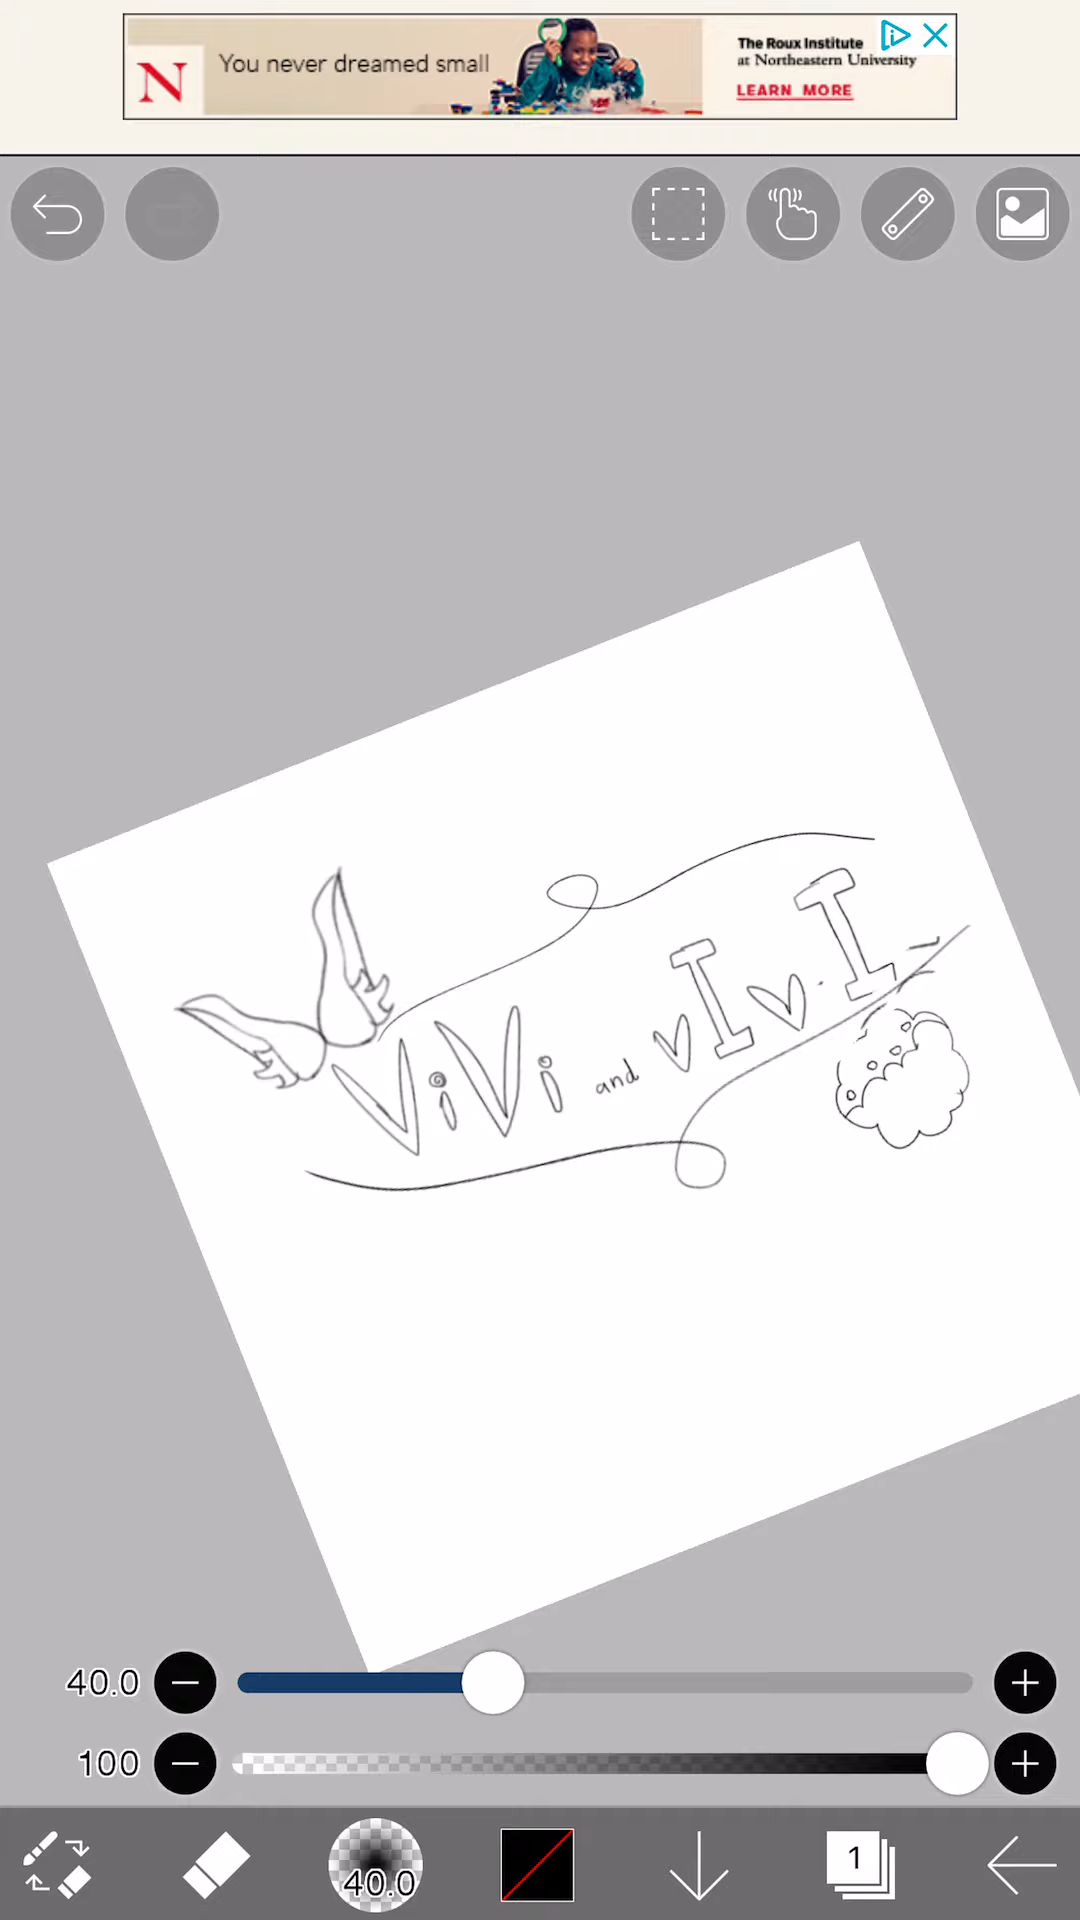 N
You never dreamed small
The Roux Institute
at Northeastern University
LEARN MORE
ViVi and vIvI
40.0
100
40.0
1